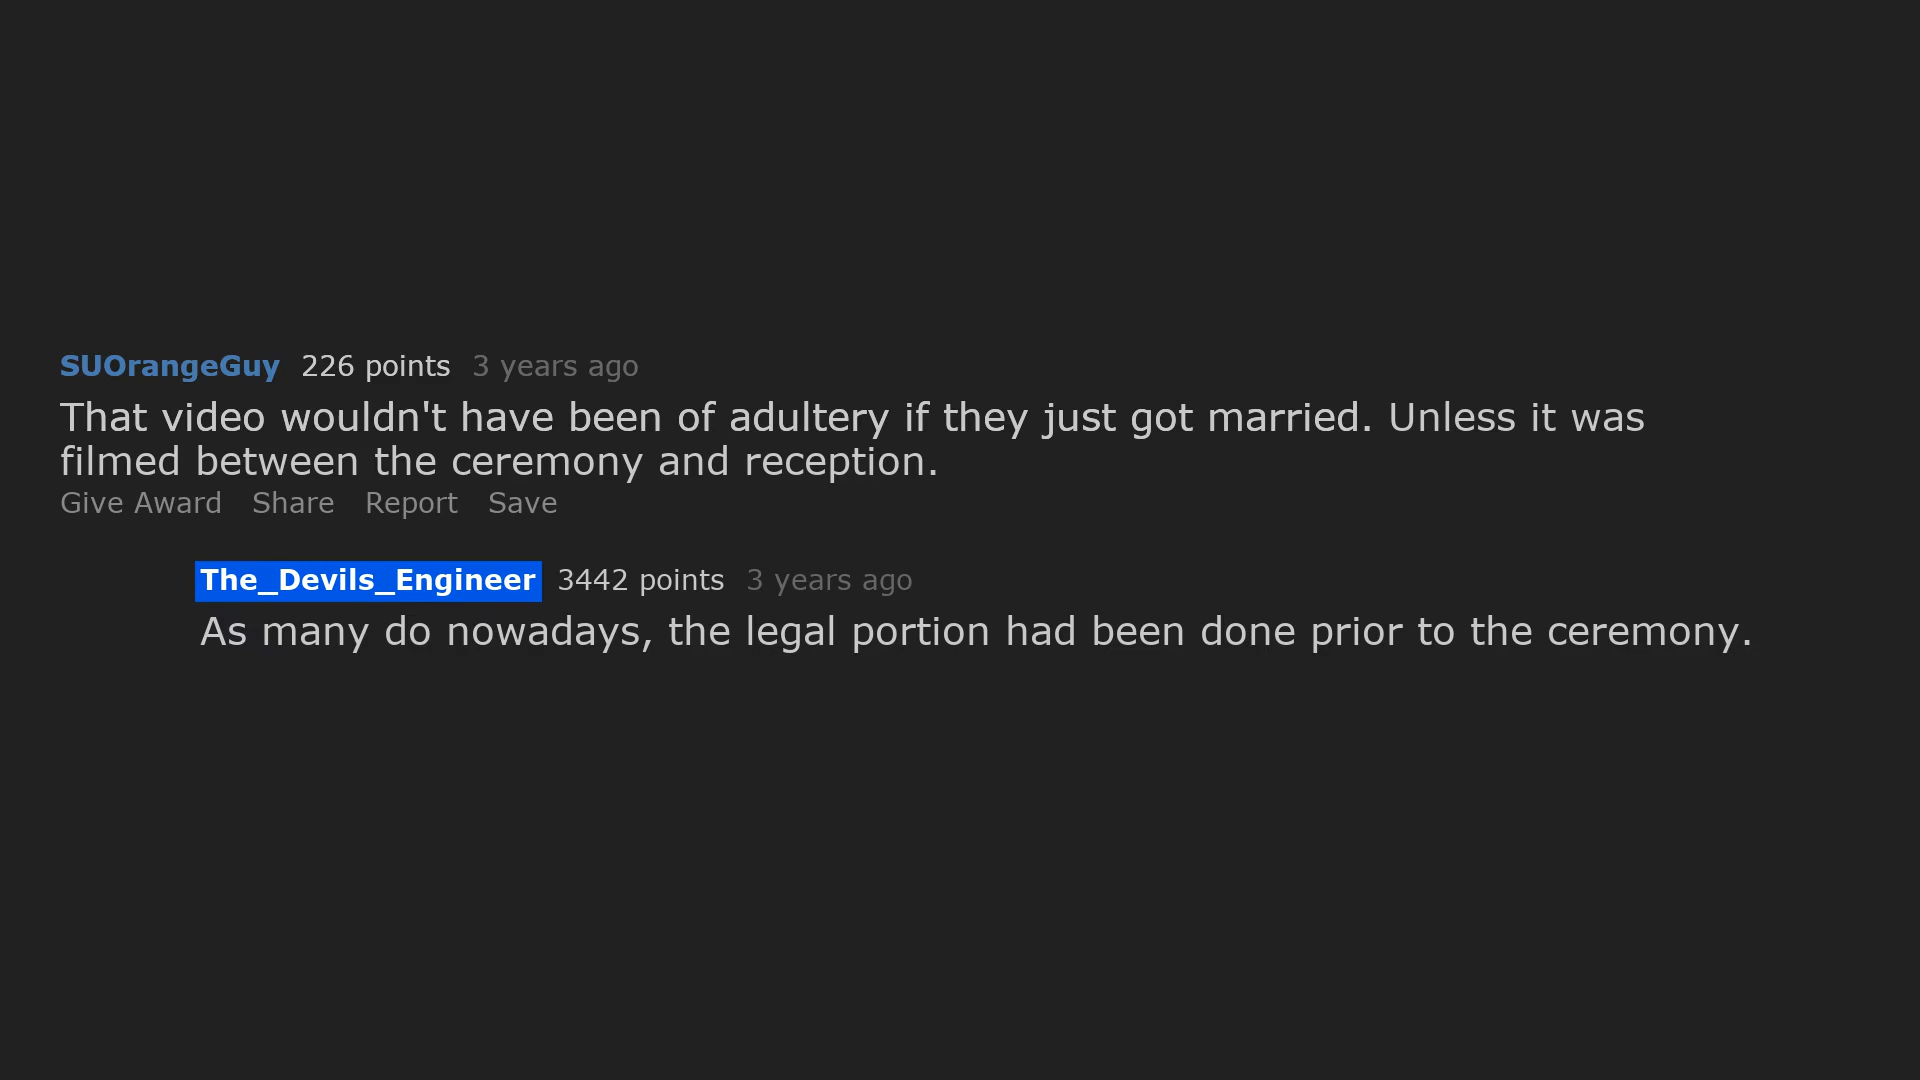 SUOrangeGuy 226 points 3 years ago
That video wouldn't have been of adultery if they just got married. Unless it was
filmed between the ceremony and reception.
Give Award Share Report Save
The_Devils_Engineer 3442 points 3 years ago
As many do nowadays, the legal portion had been done prior to the ceremony.